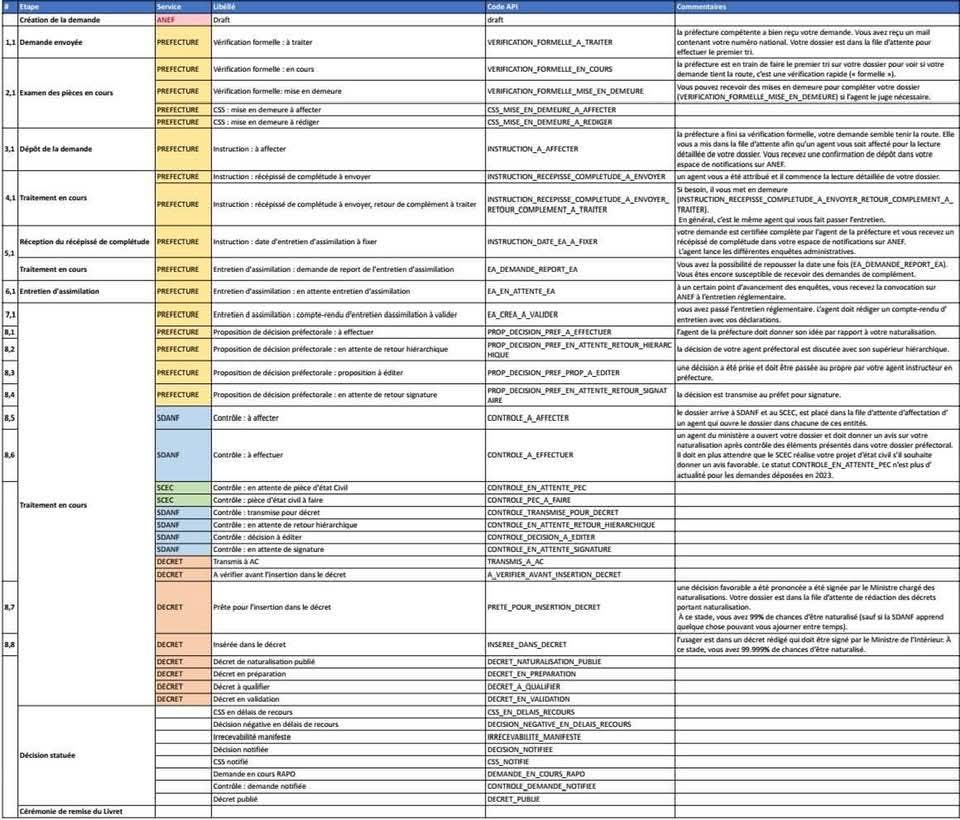 # Etape Service Libéllé Code API Commentaires
Création de la demande ANEF Draft draft
1,1 Demande envoyée PREFECTURE Vérification formelle : à traiter VERIFICATION_FORMELLE_A_TRAITER
la préfecture compétente a bien reçu votre demande. Vous avez reçu un mail
contenant votre numéro national. Votre dossier est dans la file d'attente pour
effectuer le premier tri.
2,1 Examen des pièces en cours
PREFECTURE Vérification formelle : en cours VERIFICATION_FORMELLE_EN_COURS
la préfecture est en train de faire le premier tri sur votre dossier pour voir si votre
demande tient la route, c'est une vérification rapide (« formelle »).
PREFECTURE Vérification formelle: mise en demeure VERIFICATION_FORMELLE_MISE_EN_DEMEURE
Vous pouvez recevoir des mises en demeure pour compléter votre dossier
(VERIFICATION_FORMELLE_MISE_EN_DEMEURE) si l'agent le juge nécessaire.
PREFECTURE CSS : mise en demeure à affecter CSS_MISE_EN_DEMEURE_A_AFFECTER
PREFECTURE CSS : mise en demeure à rédiger CSS_MISE_EN_DEMEURE_A_REDIGER
3,1 Dépôt de la demande PREFECTURE Instruction : à affecter INSTRUCTION_A_AFFECTER
la préfecture a fini sa vérification formelle, votre demande semble tenir la route. Elle
vous a mis dans la file d'attente afin qu'un agent vous soit affecté pour la lecture
détaillée de votre dossier. Vous recevez une confirmation de dépôt dans votre
espace de notifications sur ANEF.
4,1 Traitement en cours
PREFECTURE Instruction : récépissé de complétude à envoyer INSTRUCTION_RECEPISSE_COMPLETUDE_A_ENVOYER un agent vous a été attribué et il commence la lecture détaillée de votre dossier.
PREFECTURE Instruction : récépissé de complétude à envoyer, retour de complément à traiter
INSTRUCTION_RECEPISSE_COMPLETUDE_A_ENVOYER_
RETOUR_COMPLEMENT_A_TRAITER
Si besoin, il vous met en demeure
(INSTRUCTION_RECEPISSE_COMPLETUDE_A_ENVOYER_RETOUR_COMPLEMENT_A_
TRAITER).
En général, c'est le même agent qui vous fait passer l'entretien.
5,1 Réception du récépissé de complétude PREFECTURE Instruction : date d'entretien d'assimilation à fixer INSTRUCTION_DATE_EA_A_FIXER
votre demande est certifiée complète par l'agent de la préfecture et vous recevez un
récépissé de complétude dans votre espace de notifications sur ANEF.
L'agent lance les différentes enquêtes administratives.
Traitement en cours PREFECTURE Entretien d'assimilation : demande de report de l'entretien d'assimilation EA_DEMANDE_REPORT_EA
Vous avez la possibilité de repousser la date une fois (EA_DEMANDE_REPORT_EA).
Vous êtes encore susceptible de recevoir des demandes de complément.
6,1 Entretien d'assimilation PREFECTURE Entretien d'assimilation : en attente entretien d'assimilation EA_EN_ATTENTE_EA
à un certain point d'avancement des enquêtes, vous recevez la convocation sur
ANEF à l'entretien réglementaire.
7,1 PREFECTURE Entretien d assimilation : compte-rendu d'entretien dassimilation à valider EA_CREA_A_VALIDER
vous avez passé l'entretien réglementaire. L'agent doit rédiger un compte-rendu d'
entretien avec vos déclarations.
8,1 PREFECTURE Proposition de décision préfectorale : à effectuer PROP_DECISION_PREF_A_EFFECTUER l'agent de la préfecture doit donner son idée par rapport à votre naturalisation.
8,2 PREFECTURE Proposition de décision préfectorale : en attente de retour hiérarchique
PROP_DECISION_PREF_EN_ATTENTE_RETOUR_HIERARC
HIQUE
la décision de votre agent préfectoral est discutée avec son supérieur hiérarchique.
8,3 PREFECTURE Proposition de décision préfectorale : proposition à éditer PROP_DECISION_PREF_PROP_A_EDITER
une décision a été prise et doit être passée au propre par votre agent instructeur en
préfecture.
8,4 PREFECTURE Proposition de décision préfectorale : en attente de retour signature
PROP_DECISION_PREF_EN_ATTENTE_RETOUR_SIGNAT
AIRE
la décision est transmise au préfet pour signature.
8,5 SDANF Contrôle : à affecter CONTROLE_A_AFFECTER
le dossier arrive à SDANF et au SCEC, est placé dans la file d'attente d'affectation d'
un agent qui ouvre le dossier dans chacune de ces entités.
8,6 SDANF Contrôle : à effectuer CONTROLE_A_EFFECTUER
un agent du ministère a ouvert votre dossier et doit donner un avis sur votre
naturalisation après contrôle des éléments présentés dans votre dossier préfectoral.
Il doit en plus attendre que le SCEC réalise votre projet d'état civil s'il souhaite
donner un avis favorable. Le statut CONTROLE_EN_ATTENTE_PEC n'est plus d'
actualité pour les demandes déposées en 2023.
Traitement en cours
SCEC Contrôle : en attente de pièce d'état Civil CONTROLE_EN_ATTENTE_PEC
SCEC Contrôle : pièce d'état civil à faire CONTROLE_PEC_A_FAIRE
SDANF Contrôle : transmise pour décret CONTROLE_TRANSMISE_POUR_DECRET
SDANF Contrôle : en attente de retour hiérarchique CONTROLE_EN_ATTENTE_RETOUR_HIERARCHIQUE
SDANF Contrôle : décision à éditer CONTROLE_DECISION_A_EDITER
SDANF Contrôle : en attente de signature CONTROLE_EN_ATTENTE_SIGNATURE
DECRET Transmis à AC TRANSMIS_A_AC
DECRET A vérifier avant l'insertion dans le décret A_VERIFIER_AVANT_INSERTION_DECRET
8,7 DECRET Prête pour l'insertion dans le décret PRETE_POUR_INSERTION_DECRET
une décision favorable a été prononcée a été signée par le Ministre chargé des
naturalisations. Votre dossier est dans la file d'attente de rédaction des décrets
portant naturalisation.
À ce stade, vous avez 99% de chances d'être naturalisé (sauf si la SDANF apprend
quelque chose pouvant vous ajourner entre temps).
8,8 DECRET Insérée dans le décret INSEREE_DANS_DECRET
l'usager est dans un décret rédigé qui doit être signé par le Ministre de l'Intérieur. À
ce stade, vous avez 99.999% de chances d'être naturalisé.
DECRET Décret de naturalisation publié DECRET_NATURALISATION_PUBLIE
DECRET Décret en préparation DECRET_EN_PREPARATION
DECRET Décret à qualifier DECRET_A_QUALIFIER
DECRET Décret en validation DECRET_EN_VALIDATION
Décision statuée
CSS en délais de recours CSS_EN_DELAIS_RECOURS
Décision négative en délais de recours DECISION_NEGATIVE_EN_DELAIS_RECOURS
Irrecevabilité manifeste IRRECEVABILITE_MANIFESTE
Décision notifiée DECISION_NOTIFIEE
CSS notifié CSS_NOTIFIE
Demande en cours RAPO DEMANDE_EN_COURS_RAPO
Contrôle : demande notifiée CONTROLE_DEMANDE_NOTIFIEE
Décret publié DECRET_PUBLIE
Cérémonie de remise du Livret